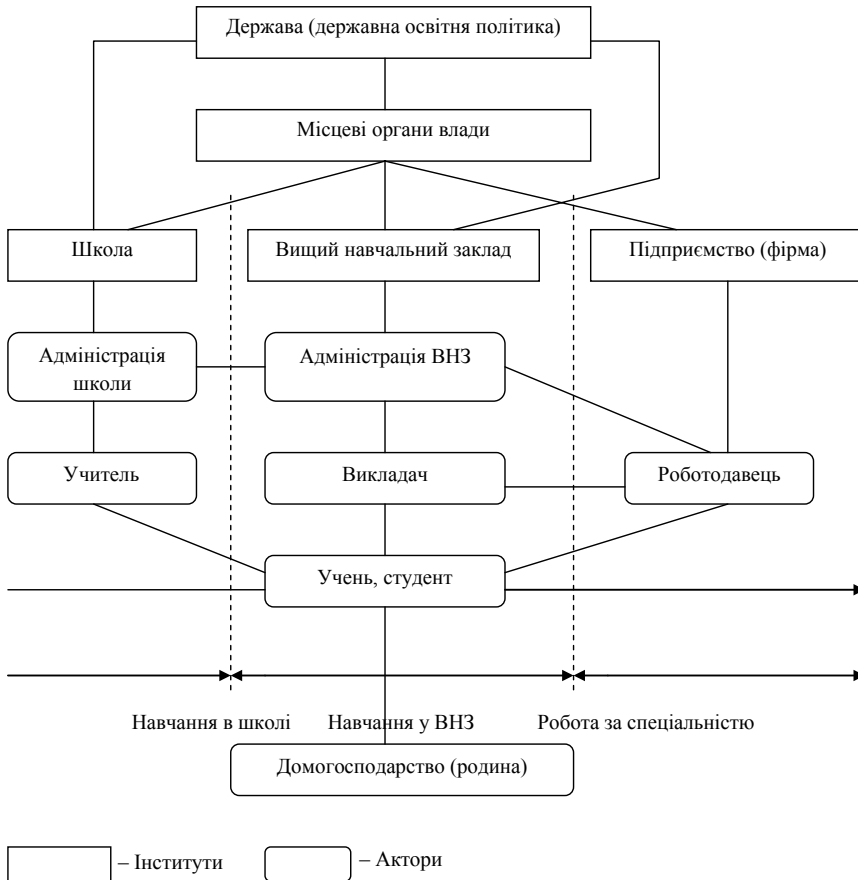 Держава (державна освітня політика)
Місцеві органи влади
Школа
Вищий навчальний заклад
Підприємство (фірма)
Адміністрація
школи
Адміністрація ВНЗ
Учитель
Викладач
Роботодавець
Учень, студент
Навчання в школі
Навчання у ВНЗ
Робота за спеціальністю
Домогосподарство (родина)
– Інститути
– Актори